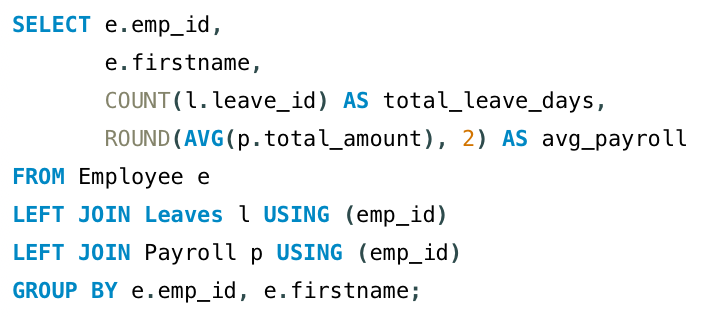 SELECT e.emp_id,
       e.firstname,
       COUNT(l.leave_id) AS total_leave_days,
       ROUND(AVG(p.total_amount), 2) AS avg_payroll
FROM Employee e
LEFT JOIN Leaves l USING (emp_id)
LEFT JOIN Payroll p USING (emp_id)
GROUP BY e.emp_id, e.firstname;